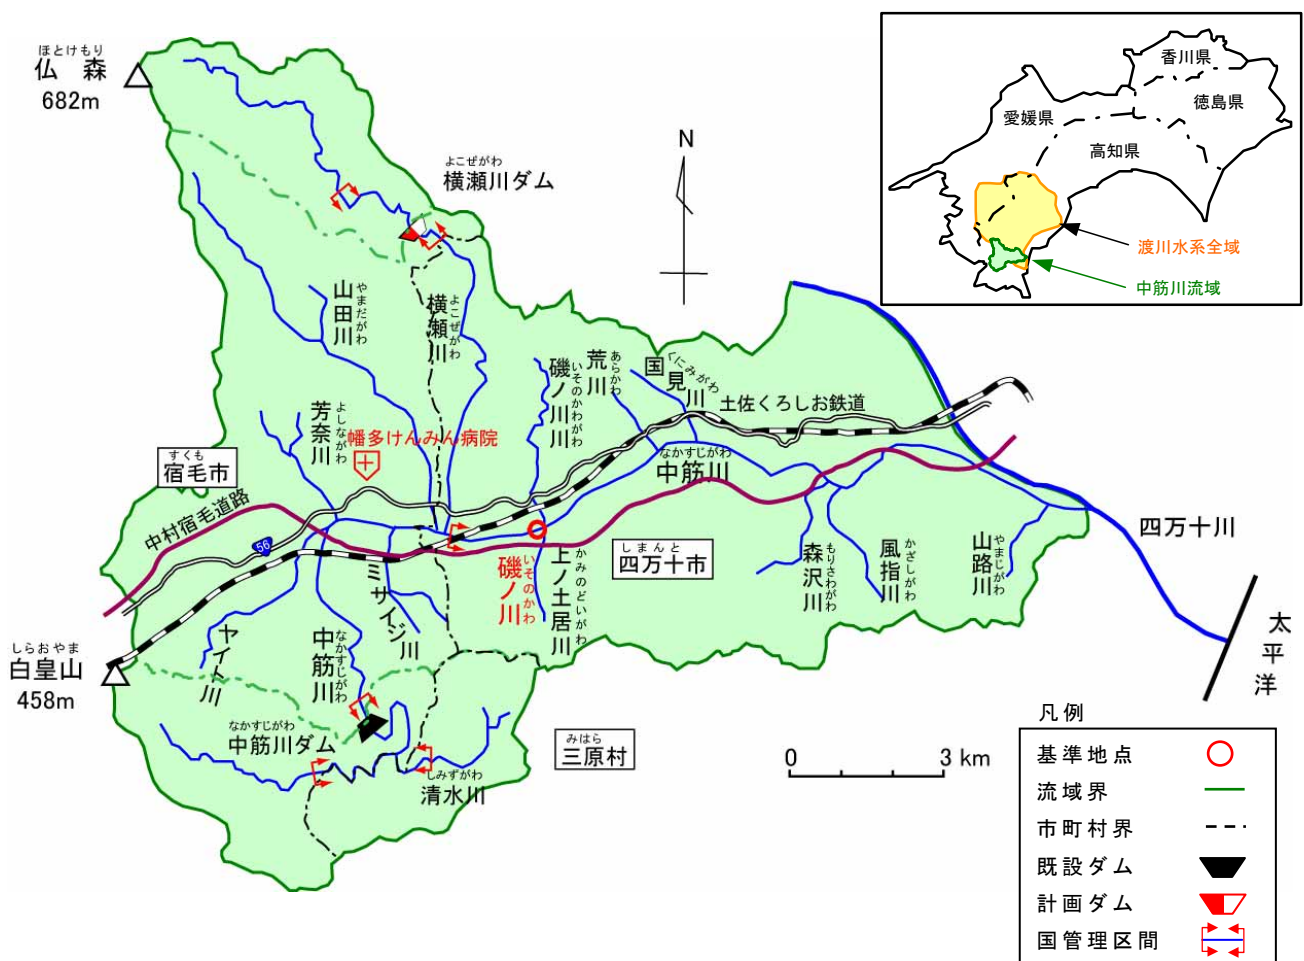 ほとけもり
仏森
682m
よこぜがわ
横瀬川ダム
N
香川県
徳島県
愛媛県
高知県
渡川水系全域
中筋川流域
山田川
やまだがわ
横瀬川
よこぜがわ
磯ノ川川
いそのかわがわ
荒川
あらかわ
国見川
くにみがわ
土佐くろしお鉄道
芳奈川
よしながわ
幡多けんみん病院
すくも
宿毛市
中村宿毛道路
56
なかすじがわ
中筋川
四万十川
しまんと
四万十市
磯ノ川
いそのかわ
上ノ土居川
かみのどいがわ
森沢川
もりさわがわ
風指川
かざしがわ
山路川
やまじがわ
太平洋
ミサイジ川
ヤイト川
中筋川
なかすじがわ
しらおやま
白皇山
458m
なかすじがわ
中筋川ダム
しみずがわ
清水川
みはら
三原村
0 3 km
凡例
基準地点
流域界
市町村界
既設ダム
計画ダム
国管理区間